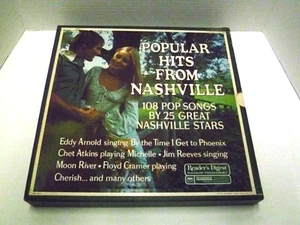 POPULAR
HITS
FROM
NASHVILLE
108 POP SONGS
BY 25 GREAT
NASHVILLE STARS
Eddy Arnold singing By the Time I Get to Phoenix
Chet Atkins playing Michelle • Jim Reeves singing
Moon River • Floyd Cramer playing
Cherish... and many others
Reader's Digest